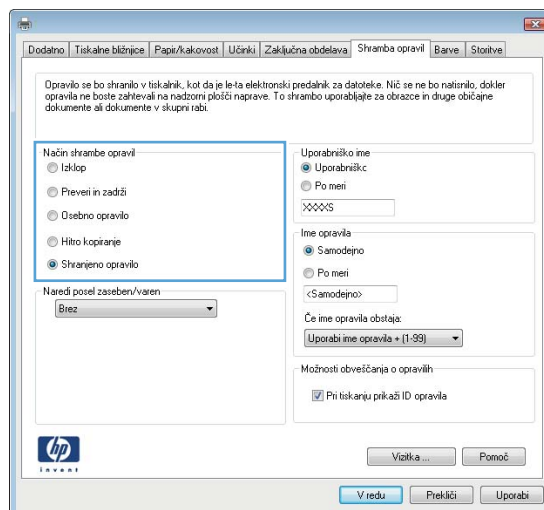 Dodatno Tiskalne bližnjice Papir/kakovost Učinki Zaključna obdelava Shramba opravil Barve Storitve
Opravilo se bo shranilo v tiskalnik, kot da je le-ta elektronski predalnik za datoteke. Nič se ne bo natisnilo, dokler
opravila ne boste zahtevali na nadzorni plošči naprave. To shrambo uporabljajte za obrazce in druge običajne
dokumente ali dokumente v skupni rabi.
Način shrambe opravil
Izklop
Preveri in zadrži
Osebno opravilo
Hitro kopiranje
Shranjeno opravilo
Naredi posel zaseben/varen
Brez
Uporabniško ime
Uporabniškc
Po meri
XXXXS
Ime opravila
Samodejno
Po meri
<Samodejno>
Če ime opravila obstaja:
Uporabi ime opravila + (1-99)
Možnosti obveščanja o opravilih
Pri tiskanju prikaži ID opravila
hp
invent
Vizitka ... Pomoč
V redu Prekliči Uporabi